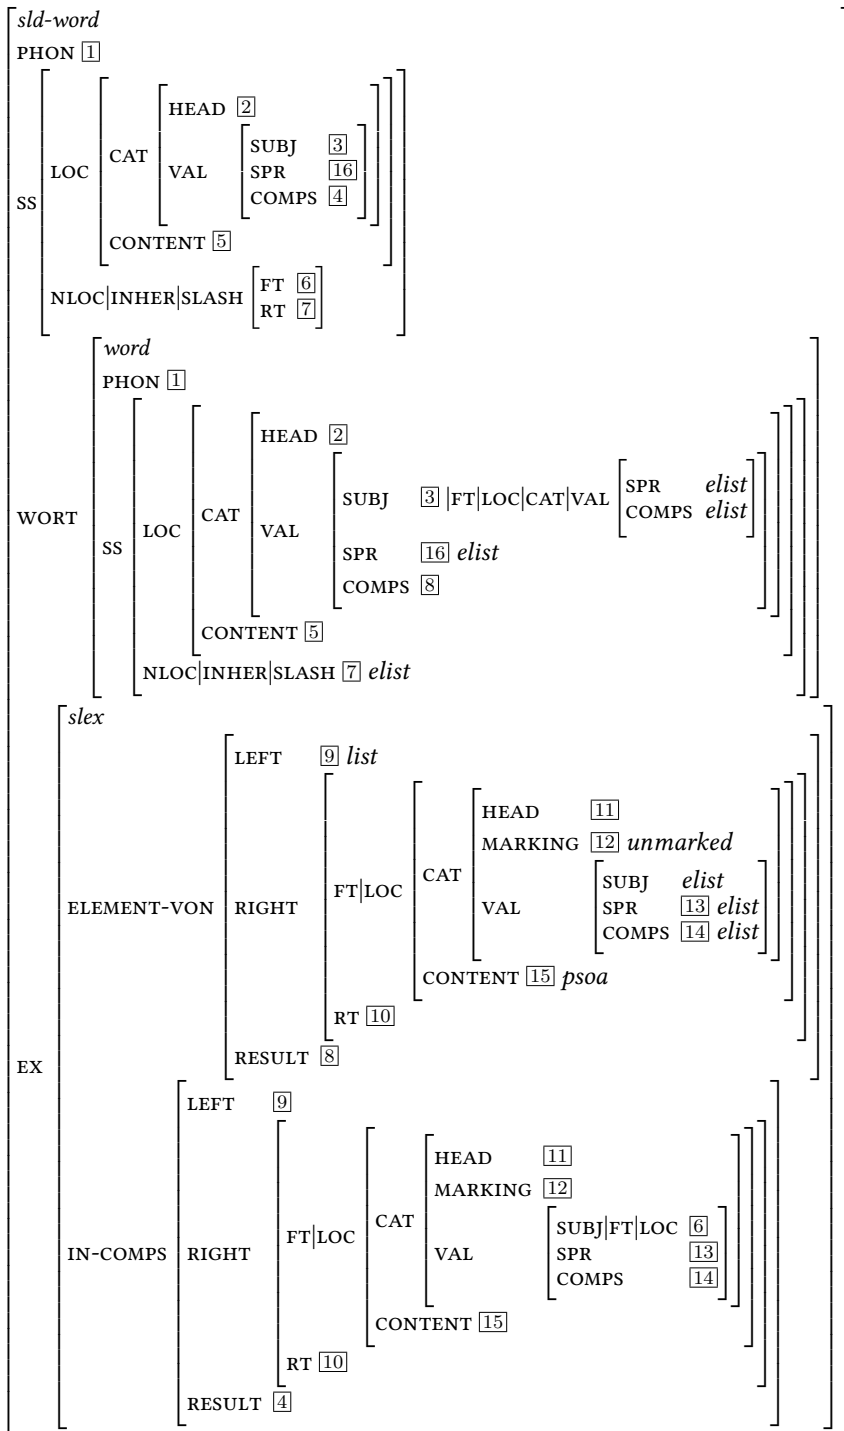 sld-word
PHON 1
SS
LOC
CAT
HEAD 2
VAL
SUBJ 3
SPR 16
COMPS 4
CONTENT 5
NLOC|INHER|SLASH
FT 6
RT 7
WORT
word
PHON 1
SS
LOC
CAT
HEAD 2
VAL
SUBJ 3 |FT|LOC|CAT|VAL
SPR elist
COMPS elist
SPR 16 elist
COMPS 8
CONTENT 5
NLOC|INHER|SLASH 7 elist
EX
slex
ELEMENT-VON
LEFT 9 list
RIGHT
FT|LOC
CAT
HEAD 11
MARKING 12 unmarked
VAL
SUBJ elist
SPR 13 elist
COMPS 14 elist
CONTENT 15 psoa
RT 10
RESULT 8
IN-COMPS
LEFT 9
RIGHT
FT|LOC
CAT
HEAD 11
MARKING 12
VAL
SUBJ|FT|LOC 6
SPR 13
COMPS 14
CONTENT 15
RT 10
RESULT 4